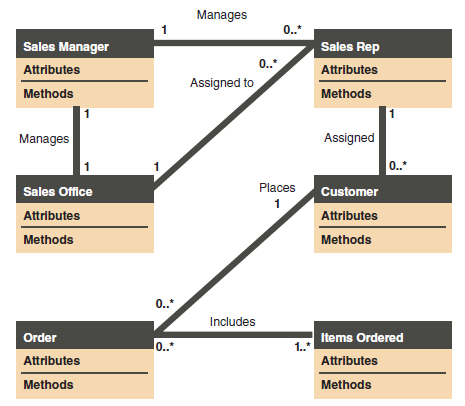 Manages
1
0..*
Sales Manager
Attributes
Methods
Sales Rep
Attributes
Methods
0..*
Assigned to
1
Manages
1
1
Assigned
0..*
1
Sales Office
Attributes
Methods
Places
1
Customer
Attributes
Methods
0..*
Includes
0..*
1..*
Order
Attributes
Methods
Items Ordered
Attributes
Methods